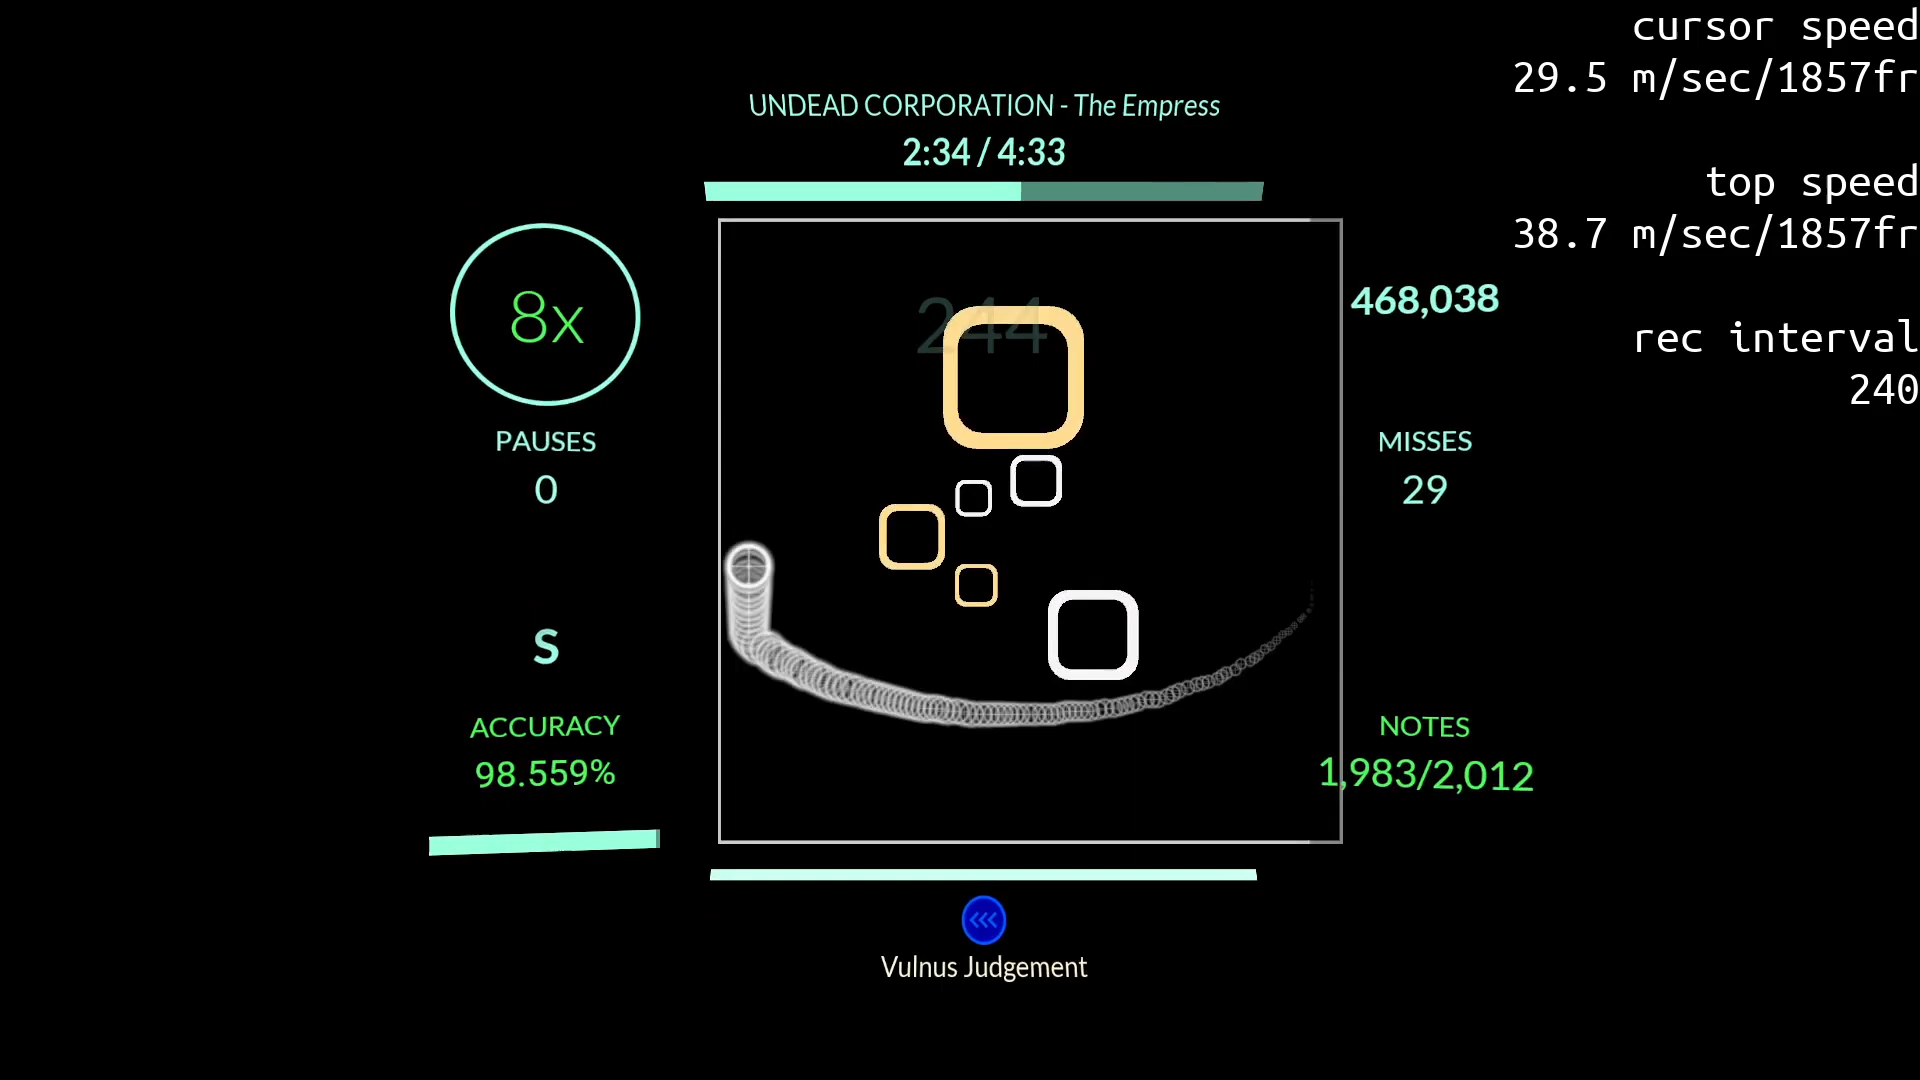 cursor speed
29.5 m/sec/1857fr
UNDEAD CORPORATION - The Empress
2:34 / 4:33
top speed
38.7 m/sec/1857fr
8x
244
468,038
rec interval
240
PAUSES
0
MISSES
29
S
ACCURACY
98.559%
NOTES
1,983/2,012
Vulnus Judgement